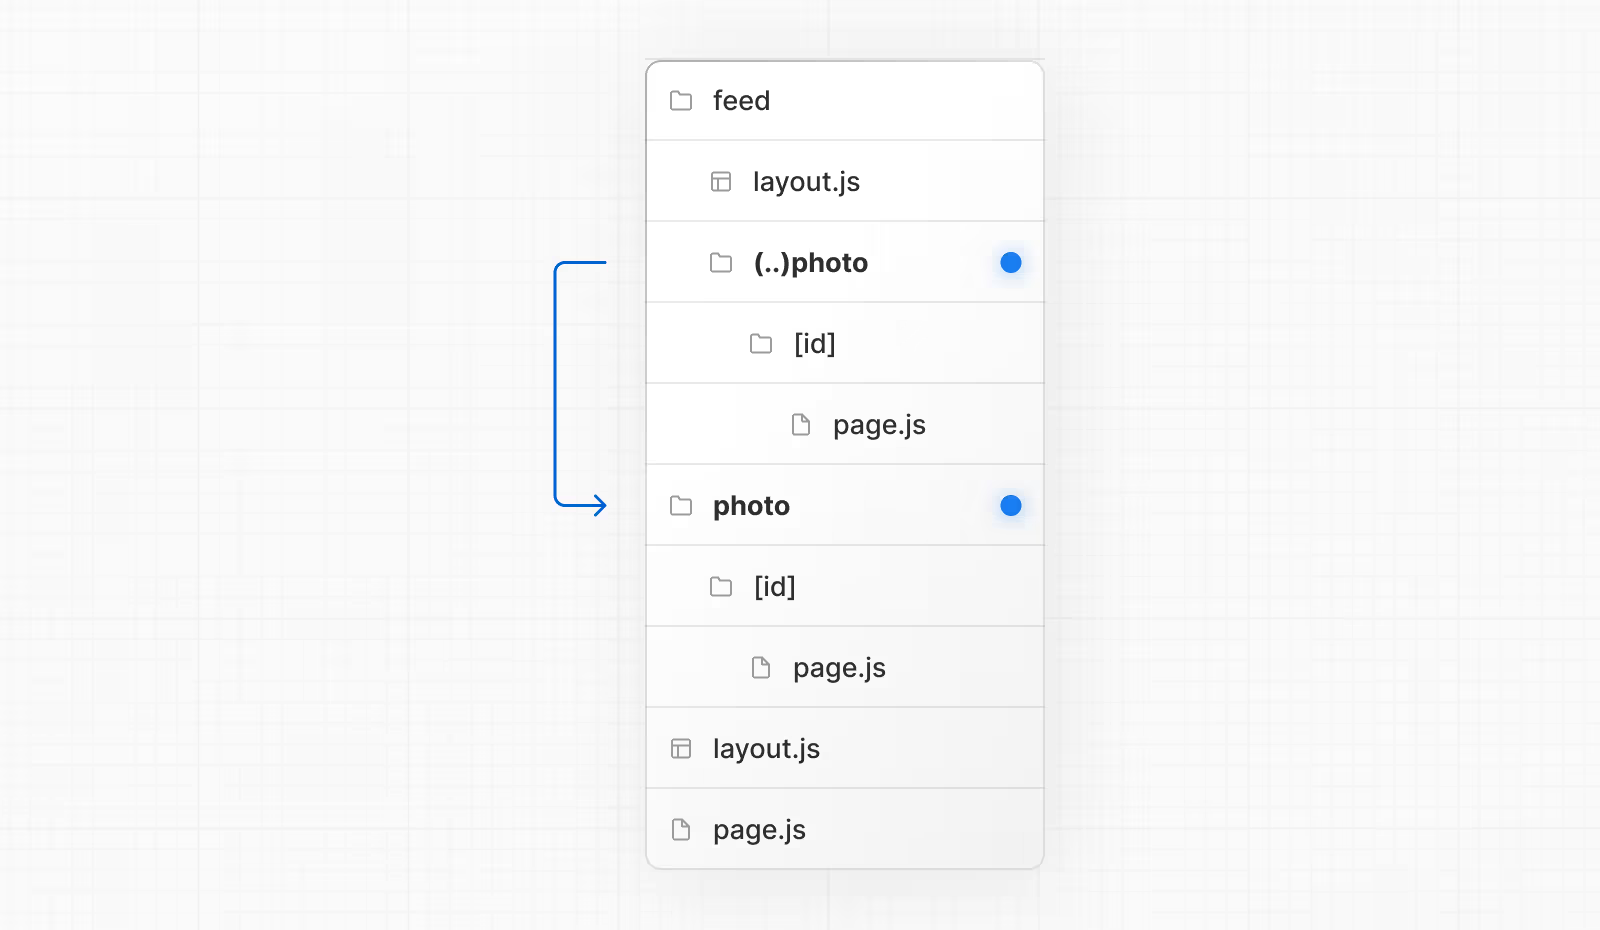 feed
layout.js
(..)photo
[id]
page.js
photo
[id]
page.js
layout.js
page.js